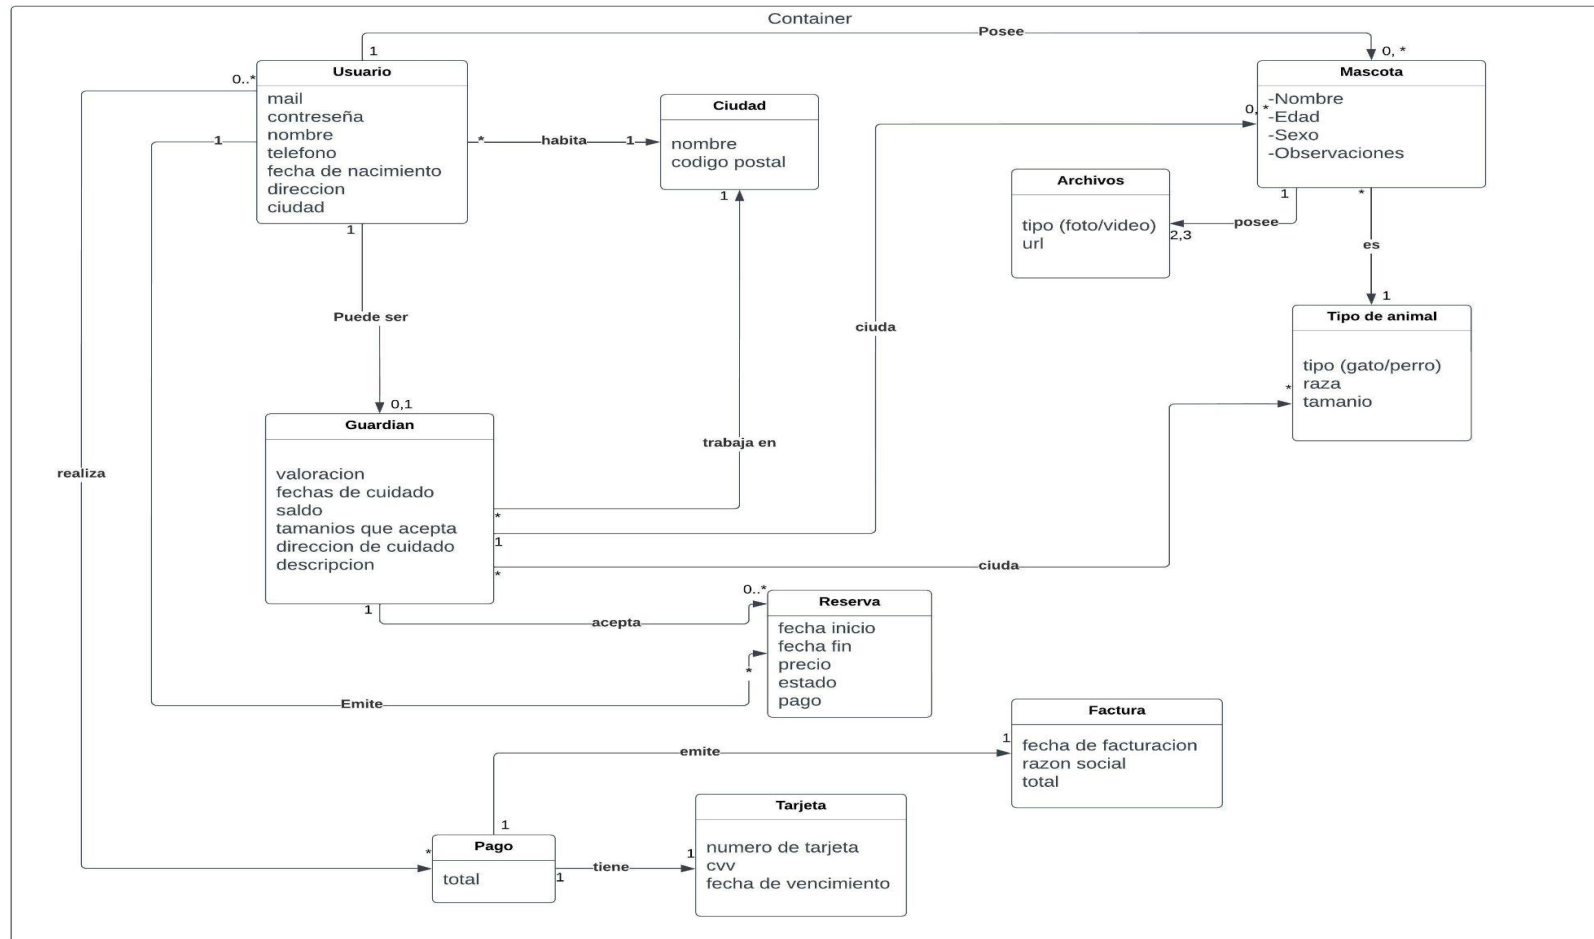 Container
Posee
1
0, *
Usuario
mail
contreseña
nombre
telefono
fecha de nacimiento
direccion
ciudad
0..*
1
1
*
habita
1
Ciudad
nombre
codigo postal
1
Mascota
-Nombre
-Edad
-Sexo
-Observaciones
0, *
1
*
Archivos
tipo (foto/video)
url
posee
2,3
es
1
Tipo de animal
tipo (gato/perro)
raza
tamanio
*
Puede ser
0,1
ciuda
trabaja en
realiza
Guardian
valoracion
fechas de cuidado
saldo
tamanios que acepta
direccion de cuidado
descripcion
*
1
*
ciuda
1
acepta
0..*
Reserva
fecha inicio
fecha fin
precio
estado
pago
*
Emite
Factura
fecha de facturacion
razon social
total
1
emite
1
Pago
total
*
1
tiene
1
Tarjeta
numero de tarjeta
cvv
fecha de vencimiento